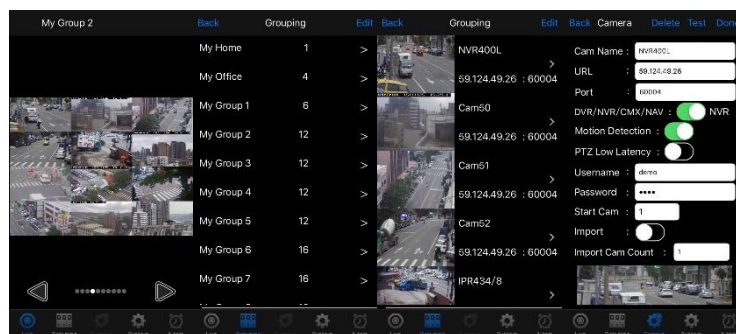 My Group 2
Back Grouping Edit
My Home 1 >
My Office 4 >
My Group 1 6 >
My Group 2 12 >
My Group 3 12 >
My Group 4 12 >
My Group 5 12 >
My Group 6 16 >
My Group 7 16 >
Back Grouping Edit
NVR400L
>
59.124.49.26 : 60004
Cam50
>
59.124.49.26 : 60004
Cam51
>
59.124.49.26 : 60004
Cam52
>
59.124.49.26 : 60004
IPR434/8
>
Back Camera Delete Test Done
Cam Name : NVR400L
URL : 59.124.49.26
Port : 60004
DVR/NVR/CMX/NAV : NVR
Motion Detection :
PTZ Low Latency :
Username : demo
Password : ••••
Start Cam : 1
Import :
Import Cam Count : 1